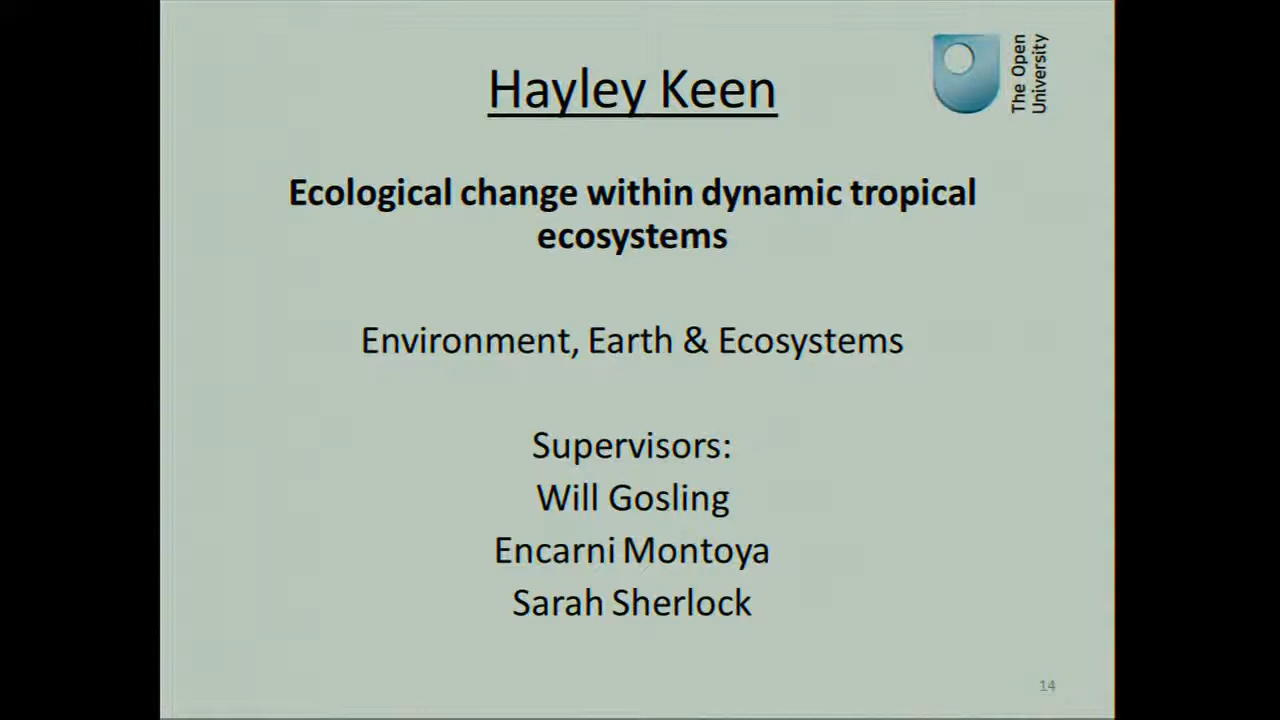 Hayley Keen
The Open
University
Ecological change within dynamic tropical
ecosystems
Environment, Earth & Ecosystems
Supervisors:
Will Gosling
Encarni Montoya
Sarah Sherlock
14